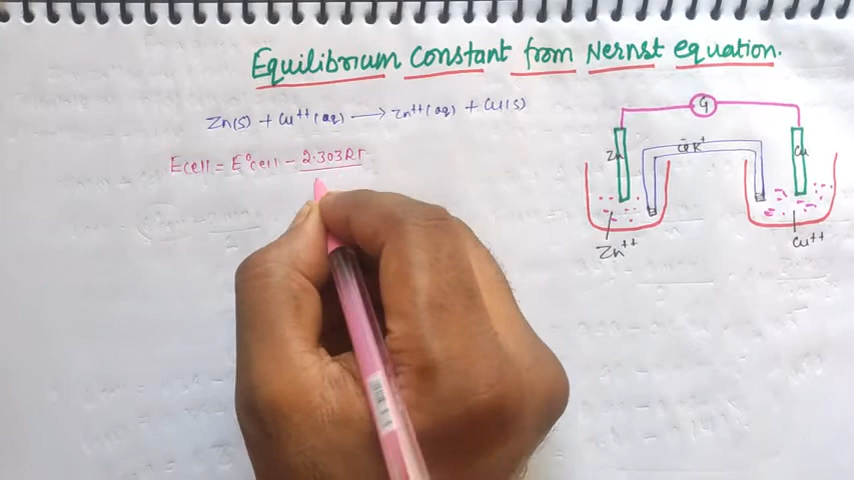 Equilibrium Constant from Nernst equation.
Zn(s) + Cu++(aq) ⟶ Zn++(aq) + Cu(s)
Ecell = E°cell - 2.303RT
G
Zn
Cu
Zn++
Cu++